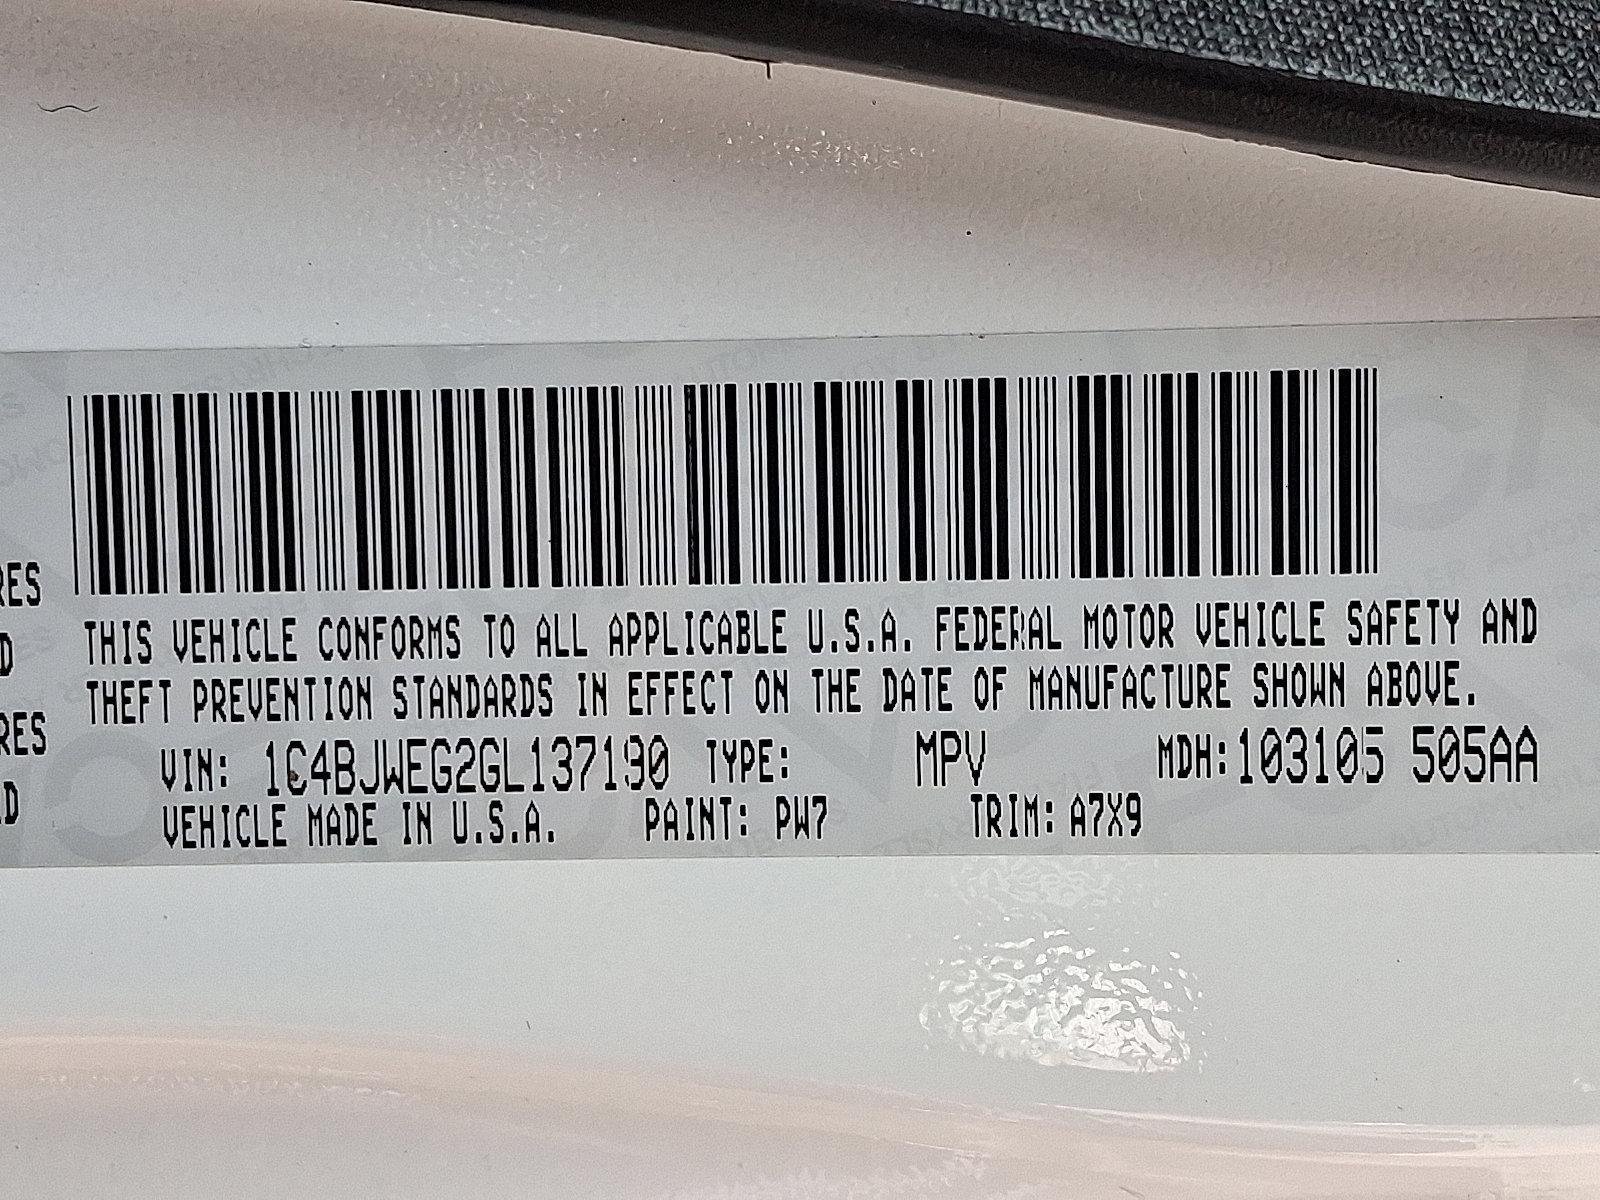 RES
D
RES
D
THIS VEHICLE CONFORMS TO ALL APPLICABLE U.S.A. FEDERAL MOTOR VEHICLE SAFETY AND
THEFT PREVENTION STANDARDS IN EFFECT ON THE DATE OF MANUFACTURE SHOWN ABOVE.
VIN: 1C4BJWEG2GL137190 TYPE: MPV MDH:103105 505AA
VEHICLE MADE IN U.S.A. PAINT: PW7 TRIM: A7X9